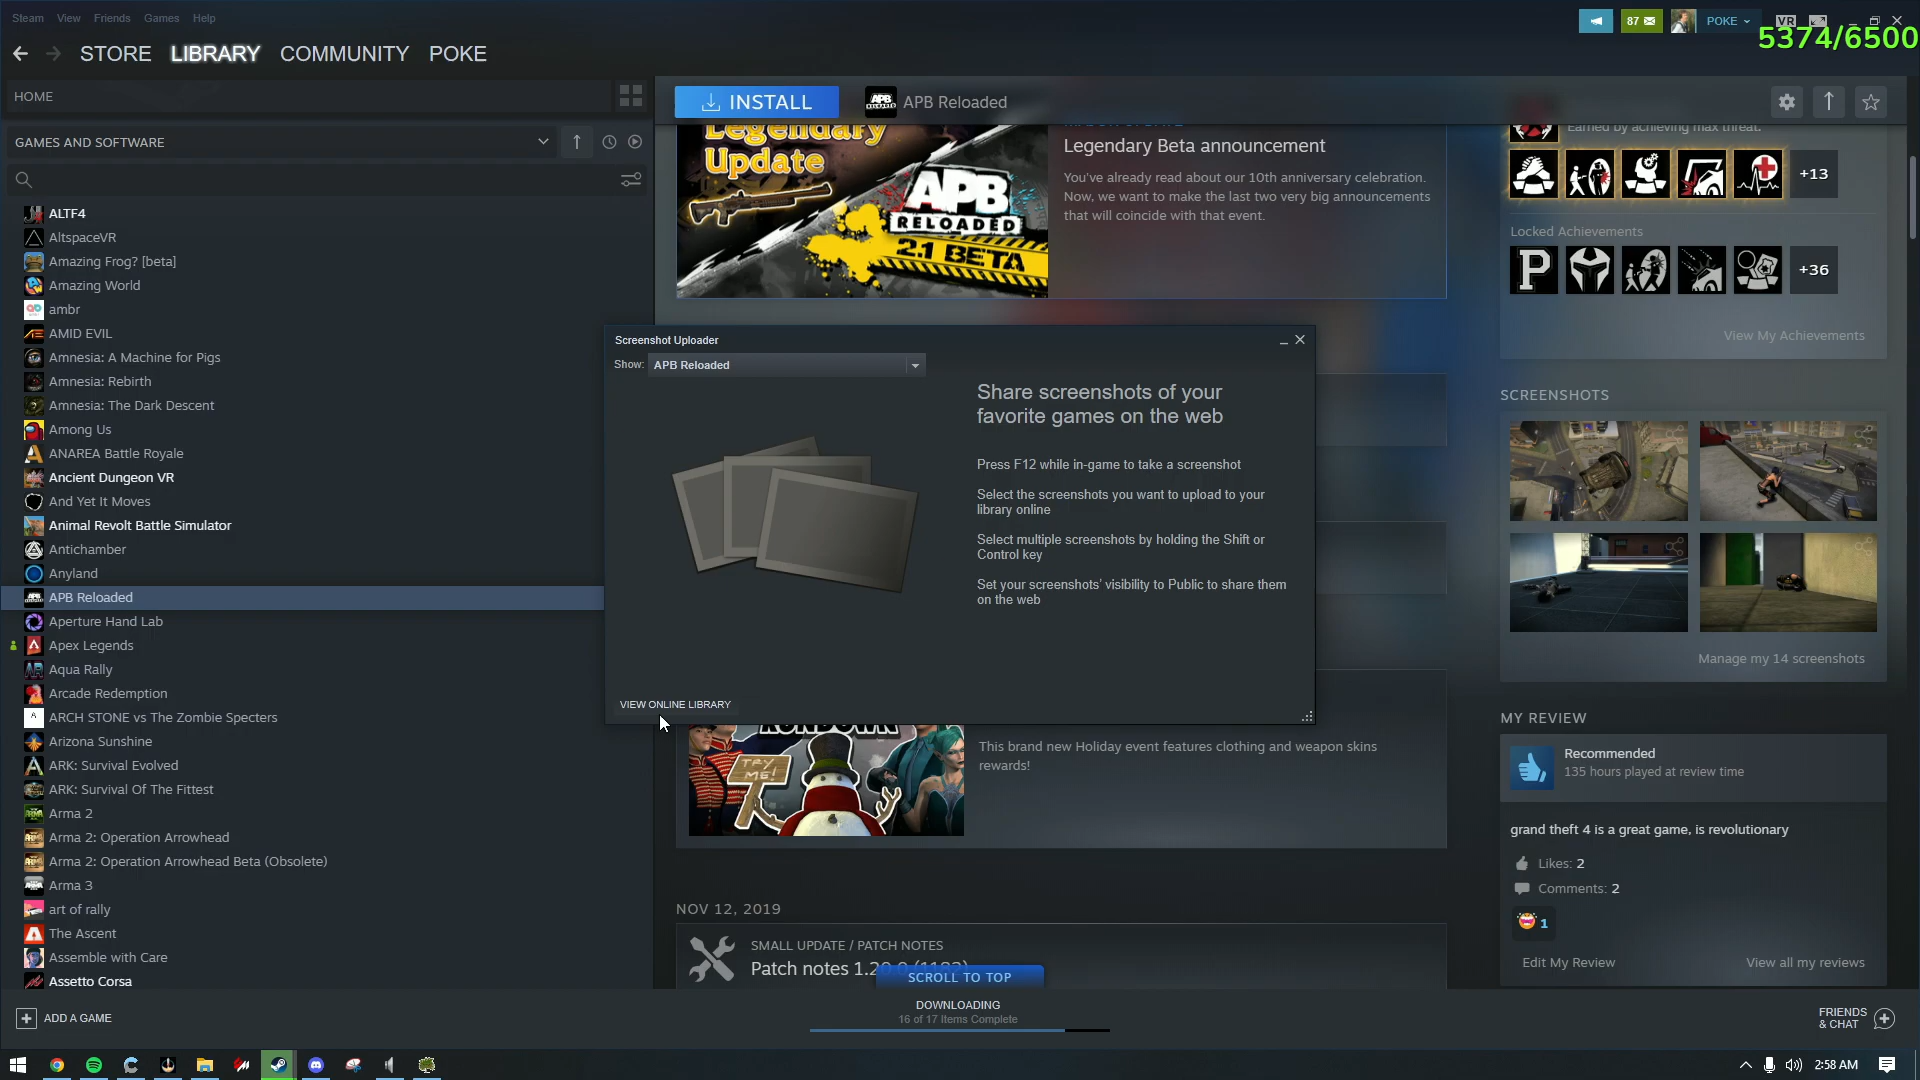 Steam View Friends Games Help
87
POKE
VR
5374/6500
STORE LIBRARY COMMUNITY POKE
HOME
INSTALL
APB Reloaded
GAMES AND SOFTWARE
ALTF4
AltspaceVR
Amazing Frog? [beta]
Amazing World
ambr
AMID EVIL
Amnesia: A Machine for Pigs
Amnesia: Rebirth
Amnesia: The Dark Descent
Among Us
ANAREA Battle Royale
Ancient Dungeon VR
And Yet It Moves
Animal Revolt Battle Simulator
Antichamber
Anyland
APB Reloaded
Aperture Hand Lab
Apex Legends
Aqua Rally
Arcade Redemption
ARCH STONE vs The Zombie Specters
Arizona Sunshine
ARK: Survival Evolved
ARK: Survival Of The Fittest
Arma 2
Arma 2: Operation Arrowhead
Arma 2: Operation Arrowhead Beta (Obsolete)
Arma 3
art of rally
The Ascent
Assemble with Care
Assetto Corsa
ADD A GAME
Legendary
Update
APB
RELOADED
2.1 BETA
Legendary Beta announcement
You've already read about our 10th anniversary celebration.
Now, we want to make the last two very big announcements
that will coincide with that event.
Screenshot Uploader
Show: APB Reloaded
Share screenshots of your
favorite games on the web
Press F12 while in-game to take a screenshot
Select the screenshots you want to upload to your
library online
Select multiple screenshots by holding the Shift or
Control key
Set your screenshots' visibility to Public to share them
on the web
VIEW ONLINE LIBRARY
TRY
ME!
This brand new Holiday event features clothing and weapon skins
rewards!
NOV 12, 2019
SMALL UPDATE / PATCH NOTES
Patch notes 1.20.0 (1182)
SCROLL TO TOP
DOWNLOADING
16 of 17 Items Complete
Earned by achieving max threat.
+13
Locked Achievements
P
+36
View My Achievements
SCREENSHOTS
Manage my 14 screenshots
MY REVIEW
Recommended
135 hours played at review time
grand theft 4 is a great game, is revolutionary
Likes: 2
Comments: 2
1
Edit My Review
View all my reviews
FRIENDS
& CHAT
2:58 AM